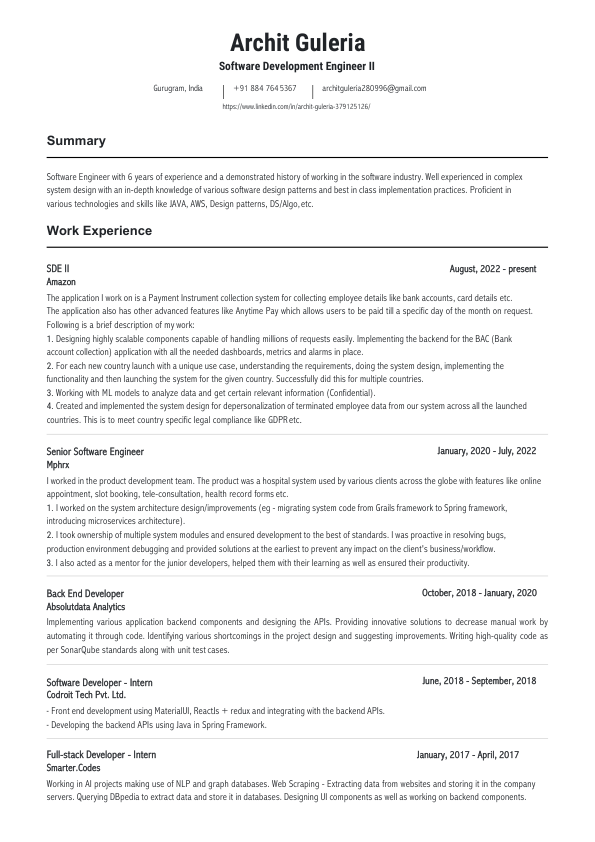 Archit Guleria
Software Development Engineer II
Gurugram, India | +91 884 764 5367 | architguleria280996@gmail.com
https://www.linkedin.com/in/archit-guleria-379125126/
Summary
Software Engineer with 6 years of experience and a demonstrated history of working in the software industry. Well experienced in complex
system design with an in-depth knowledge of various software design patterns and best in class implementation practices. Proficient in
various technologies and skills like JAVA, AWS, Design patterns, DS/Algo, etc.
Work Experience
SDE II August, 2022 - present
Amazon
The application I work on is a Payment Instrument collection system for collecting employee details like bank accounts, card details etc.
The application also has other advanced features like Anytime Pay which allows users to be paid till a specific day of the month on request.
Following is a brief description of my work:
1. Designing highly scalable components capable of handling millions of requests easily. Implementing the backend for the BAC (Bank
account collection) application with all the needed dashboards, metrics and alarms in place.
2. For each new country launch with a unique use case, understanding the requirements, doing the system design, implementing the
functionality and then launching the system for the given country. Successfully did this for multiple countries.
3. Working with ML models to analyze data and get certain relevant information (Confidential).
4. Created and implemented the system design for depersonalization of terminated employee data from our system across all the launched
countries. This is to meet country specific legal compliance like GDPR etc.
Senior Software Engineer January, 2020 - July, 2022
Mphrx
I worked in the product development team. The product was a hospital system used by various clients across the globe with features like online
appointment, slot booking, tele-consultation, health record forms etc.
1. I worked on the system architecture design/improvements (eg - migrating system code from Grails framework to Spring framework,
introducing microservices architecture).
2. I took ownership of multiple system modules and ensured development to the best of standards. I was proactive in resolving bugs,
production environment debugging and provided solutions at the earliest to prevent any impact on the client's business/workflow.
3. I also acted as a mentor for the junior developers, helped them with their learning as well as ensured their productivity.
Back End Developer October, 2018 - January, 2020
Absolutdata Analytics
Implementing various application backend components and designing the APIs. Providing innovative solutions to decrease manual work by
automating it through code. Identifying various shortcomings in the project design and suggesting improvements. Writing high-quality code as
per SonarQube standards along with unit test cases.
Software Developer - Intern June, 2018 - September, 2018
Codroit Tech Pvt. Ltd.
- Front end development using MaterialUI, ReactJs + redux and integrating with the backend APIs.
- Developing the backend APIs using Java in Spring Framework.
Full-stack Developer - Intern January, 2017 - April, 2017
Smarter.Codes
Working in AI projects making use of NLP and graph databases. Web Scraping - Extracting data from websites and storing it in the company
servers. Querying DBpedia to extract data and store it in databases. Designing UI components as well as working on backend components.